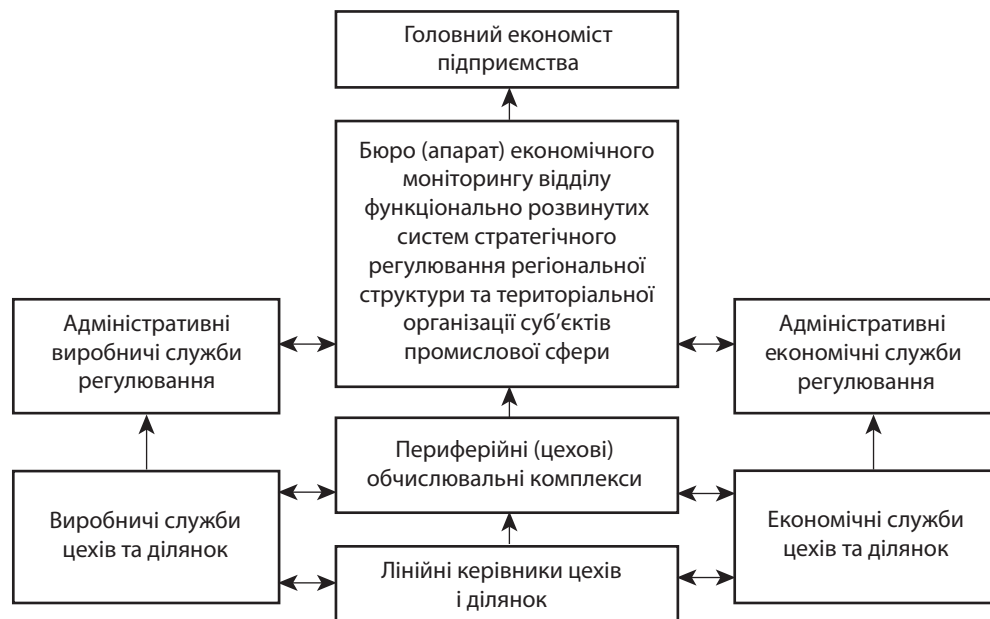 Головний економіст
підприємства
Бюро (апарат) економічного
моніторингу відділу
функціонально розвинутих
систем стратегічного
регулювання регіональної
структури та територіальної
організації суб’єктів
промислової сфери
Адміністративні
виробничі служби
регулювання
Адміністративні
економічні служби
регулювання
Периферійні (цехові)
обчислювальні комплекси
Виробничі служби
цехів та ділянок
Економічні служби
цехів та ділянок
Лінійні керівники цехів
і ділянок